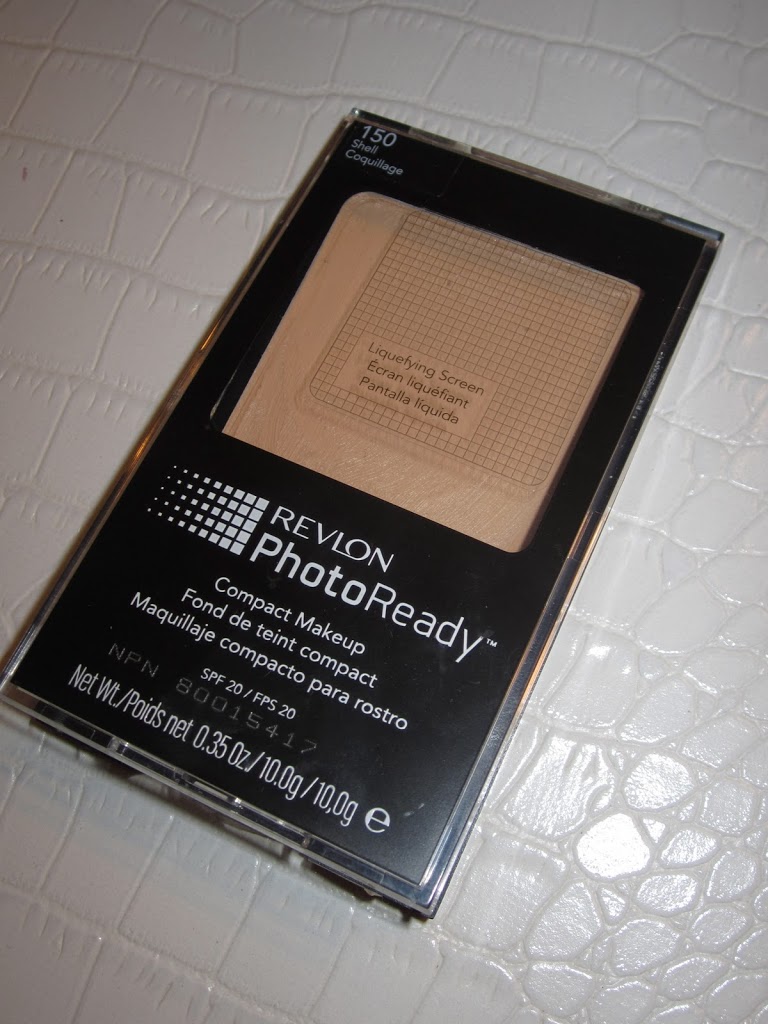 150
Shell
Coquillage
Liquefying Screen
Écran liquéfiant
Pantalla líquida
REVLON
PhotoReady™
Compact Makeup
Fond de teint compact
Maquillaje compacto para rostro
SPF 20 / FPS 20
NPN 80015417
Net Wt./Poids net 0.35 Oz/10.0g/10,0g e